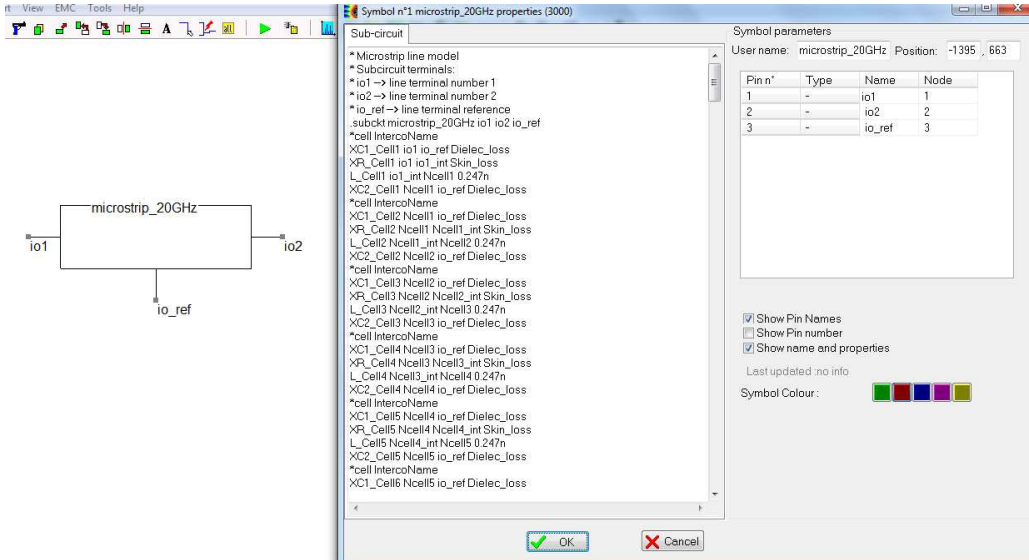 View EMC Tools Help
A
all
microstrip_20GHz
io1
io2
io_ref
Symbol n°1 microstrip_20GHz properties (3000)
Sub-circuit
* Microstrip line model
* Subcircuit terminals:
* io1 --> line terminal number 1
* io2 --> line terminal number 2
* io_ref --> line terminal reference
.subckt microstrip_20GHz io1 io2 io_ref
*cell IntercoName
XC1_Cell1 io1 io_ref Dielec_loss
XR_Cell1 io1 io1_int Skin_loss
L_Cell1 io1_int Ncell1 0.247n
XC2_Cell1 Ncell1 io_ref Dielec_loss
*cell IntercoName
XC1_Cell2 Ncell1 io_ref Dielec_loss
XR_Cell2 Ncell1 Ncell1_int Skin_loss
L_Cell2 Ncell1_int Ncell2 0.247n
XC2_Cell2 Ncell2 io_ref Dielec_loss
*cell IntercoName
XC1_Cell3 Ncell2 io_ref Dielec_loss
XR_Cell3 Ncell2 Ncell2_int Skin_loss
L_Cell3 Ncell2_int Ncell3 0.247n
XC2_Cell3 Ncell3 io_ref Dielec_loss
*cell IntercoName
XC1_Cell4 Ncell3 io_ref Dielec_loss
XR_Cell4 Ncell3 Ncell3_int Skin_loss
L_Cell4 Ncell3_int Ncell4 0.247n
XC2_Cell4 Ncell4 io_ref Dielec_loss
*cell IntercoName
XC1_Cell5 Ncell4 io_ref Dielec_loss
XR_Cell5 Ncell4 Ncell4_int Skin_loss
L_Cell5 Ncell4_int Ncell5 0.247n
XC2_Cell5 Ncell5 io_ref Dielec_loss
*cell IntercoName
XC1_Cell6 Ncell5 io_ref Dielec_loss
Symbol parameters
User name: microstrip_20GHz Position: -1395 , 663
Pin n° Type Name Node
1 - io1 1
2 - io2 2
3 - io_ref 3
Show Pin Names
Show Pin number
Show name and properties
Last updated :no info
Symbol Colour :
OK
Cancel